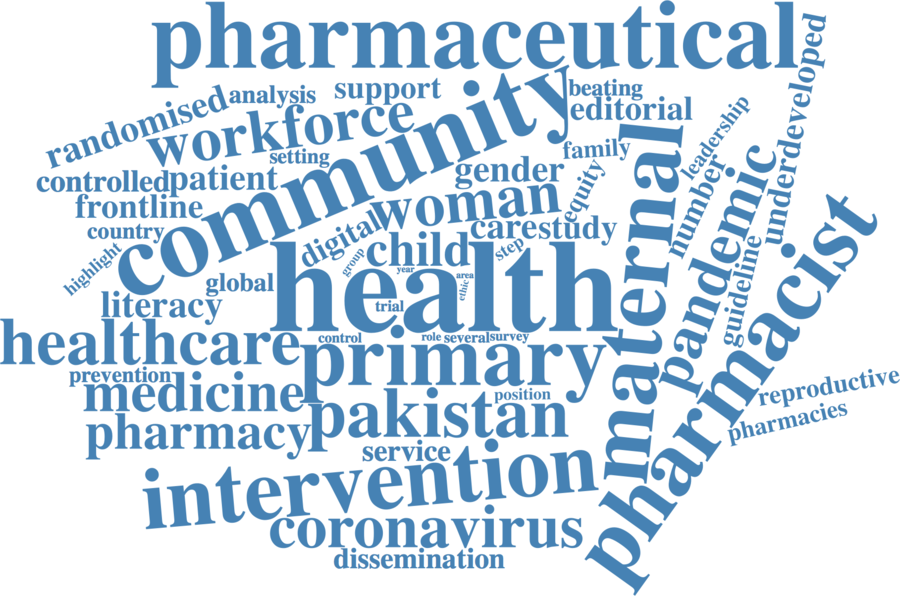 pharmaceutical
underdeveloped
community
beating
support
analysis
randomised
editorial
workforce
leadership
setting
family
maternal
gender
equity
number
pandemic
controlled
patient
frontline
woman
country
digital
carestudy
child
step
highlight
group
year
area
ethic
health
global
literacy
trial
guideline
pharmacist
healthcare
control
role
several
survey
primary
prevention
medicine
position
reproductive
pakistan
pharmacies
pharmacy
service
intervention
coronavirus
dissemination